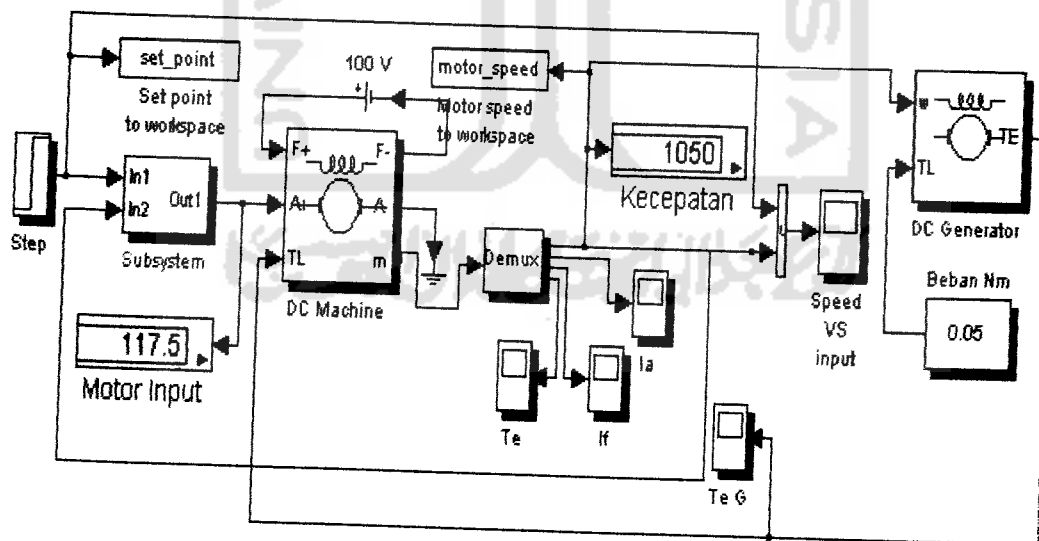 set_point
Set point
to workspace
100 V
motor_speed
Motor speed
to workspace
1050
Kecepatan
w
TE
TL
DC Generator
Step
In1
In2
Out1
Subsystem
F+
F-
A+
A-
TL
m
DC Machine
Demux
117.5
Motor Input
Ia
Te
If
Speed
VS
input
Beban Nm
0.05
Te G